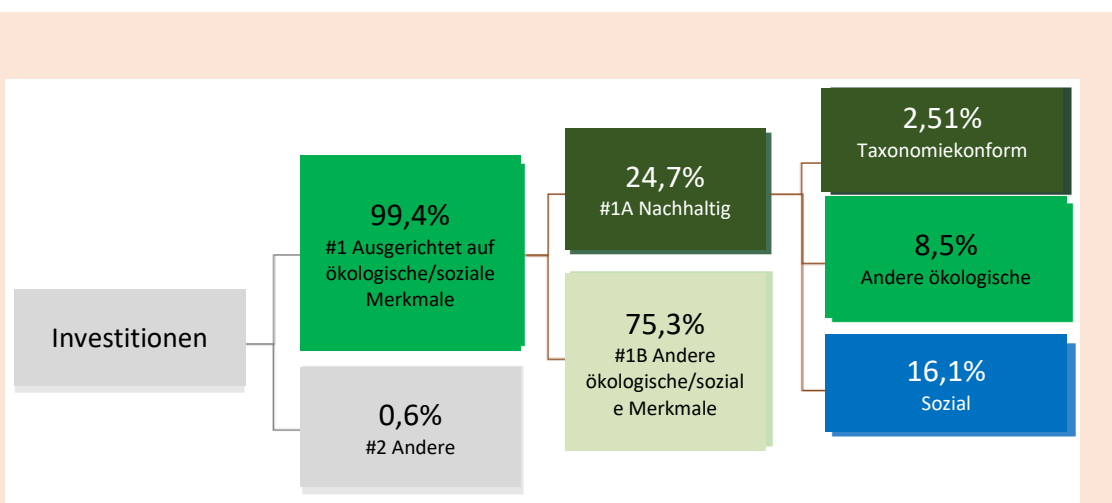 Investitionen
99,4%
#1 Ausgerichtet auf
ökologische/soziale
Merkmale
0,6%
#2 Andere
24,7%
#1A Nachhaltig
75,3%
#1B Andere
ökologische/sozial
e Merkmale
2,51%
Taxonomiekonform
8,5%
Andere ökologische
16,1%
Sozial